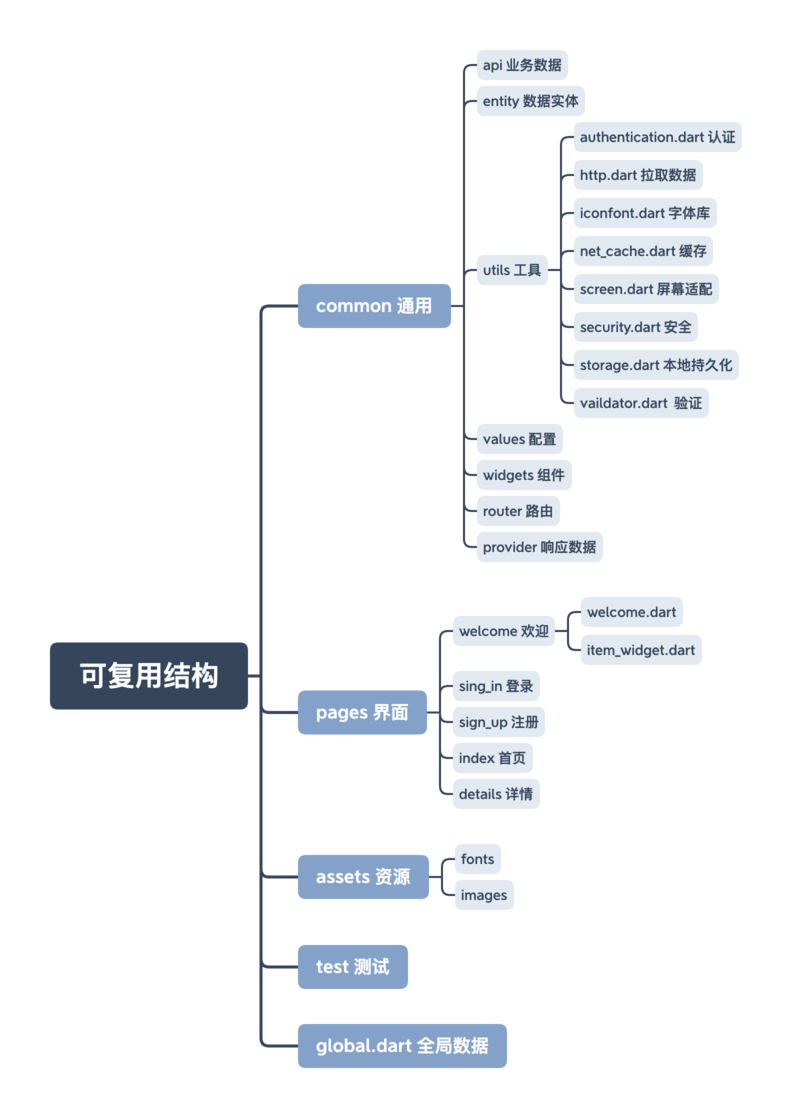 可复用结构
common 通用
api 业务数据
entity 数据实体
utils 工具
authentication.dart 认证
http.dart 拉取数据
iconfont.dart 字体库
net_cache.dart 缓存
screen.dart 屏幕适配
security.dart 安全
storage.dart 本地持久化
vaildator.dart 验证
values 配置
widgets 组件
router 路由
provider 响应数据
pages 界面
welcome 欢迎
welcome.dart
item_widget.dart
sing_in 登录
sign_up 注册
index 首页
details 详情
assets 资源
fonts
images
test 测试
global.dart 全局数据